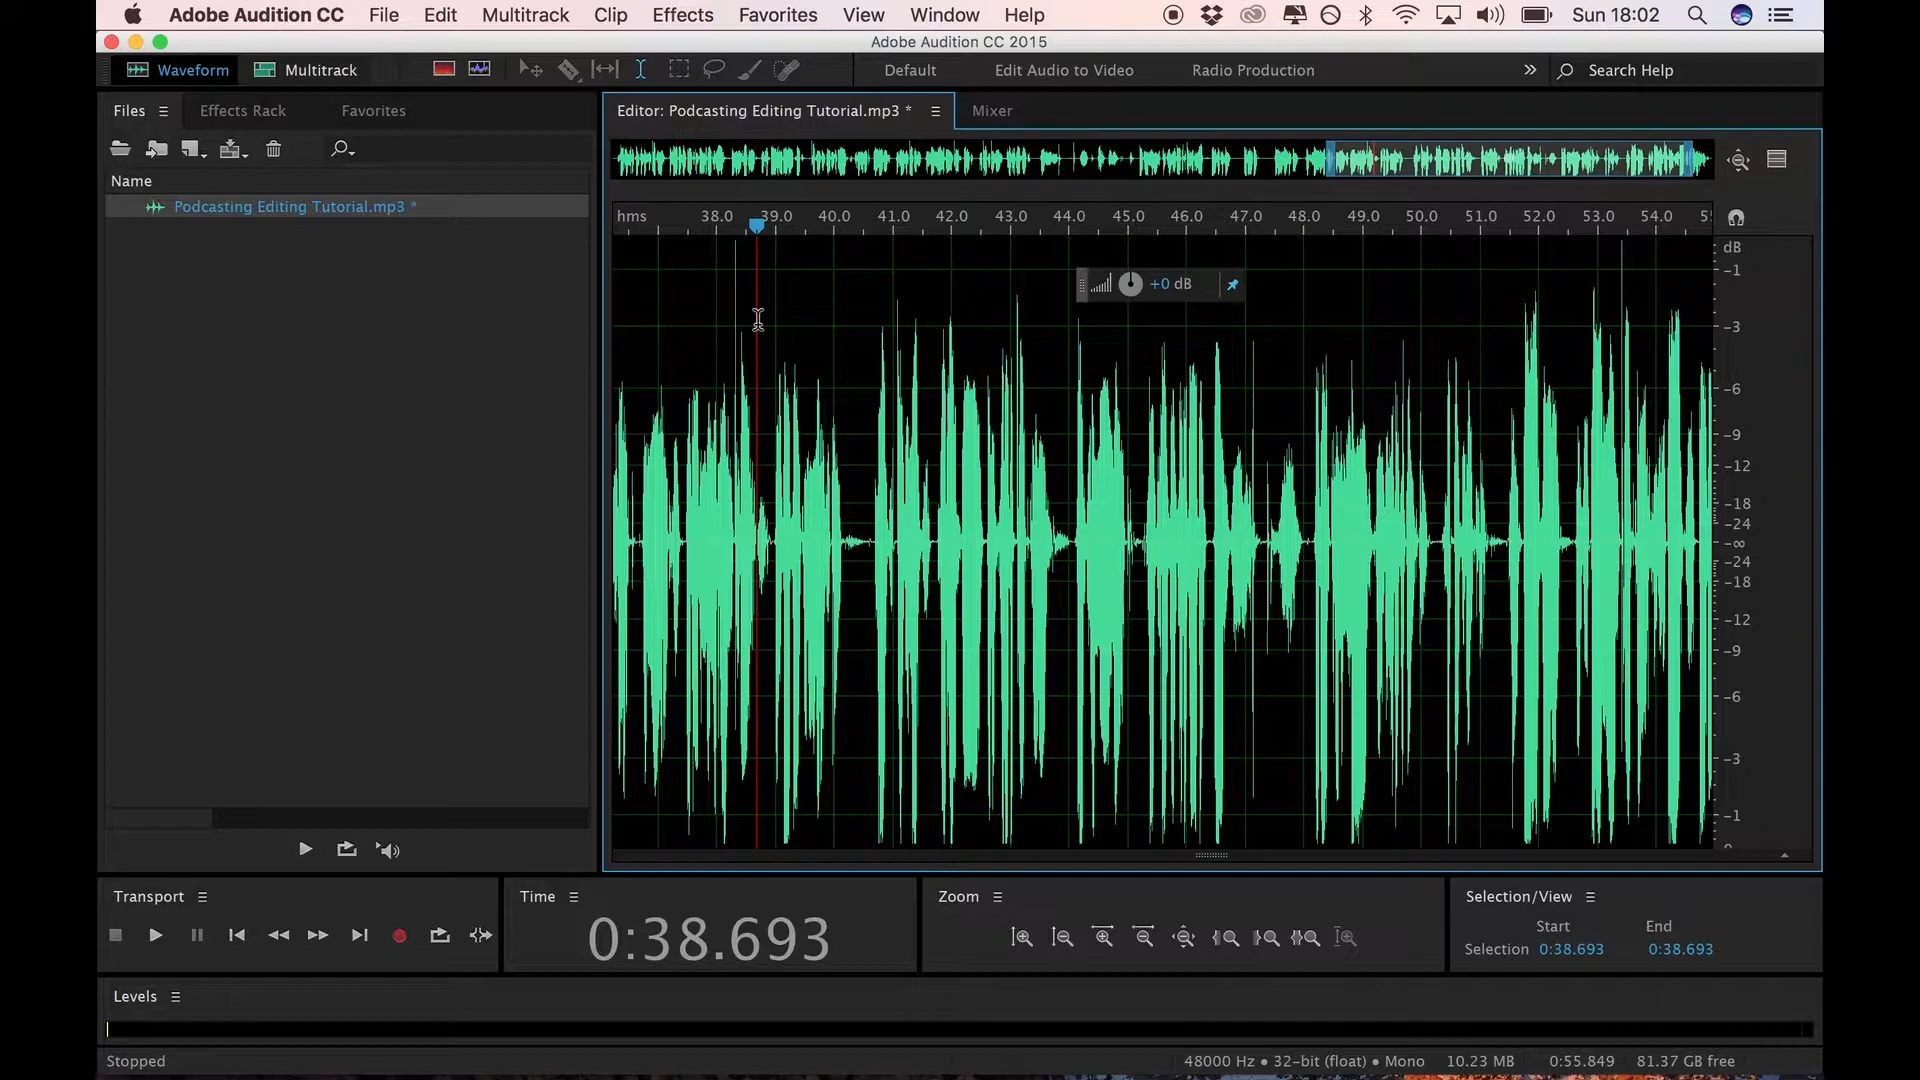 Adobe Audition CC File Edit Multitrack Clip Effects Favorites View Window Help Sun 18:02
Adobe Audition CC 2015
Waveform Multitrack Default Edit Audio to Video Radio Production » Search Help
Files Effects Rack Favorites
Editor: Podcasting Editing Tutorial.mp3 * Mixer
Name
Podcasting Editing Tutorial.mp3 *
hms 38.0 39.0 40.0 41.0 42.0 43.0 44.0 45.0 46.0 47.0 48.0 49.0 50.0 51.0 52.0 53.0 54.0
dB
-1
+0 dB
-3
-6
-9
-12
-18
-24
-∞
-24
-18
-12
-9
-6
-3
-1
Transport Time Zoom Selection/View
Start End
0:38.693
Selection 0:38.693 0:38.693
Levels
Stopped 48000 Hz • 32-bit (float) • Mono 10.23 MB 0:55.849 81.37 GB free